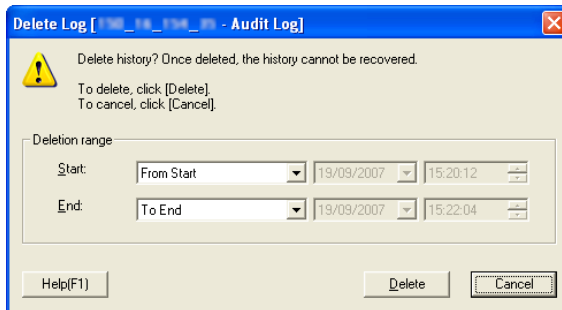 Delete Log [ - Audit Log]
Delete history? Once deleted, the history cannot be recovered.
To delete, click [Delete].
To cancel, click [Cancel].
Deletion range
Start: From Start 19/09/2007 15:20:12
End: To End 19/09/2007 15:22:04
Help(F1) Delete Cancel